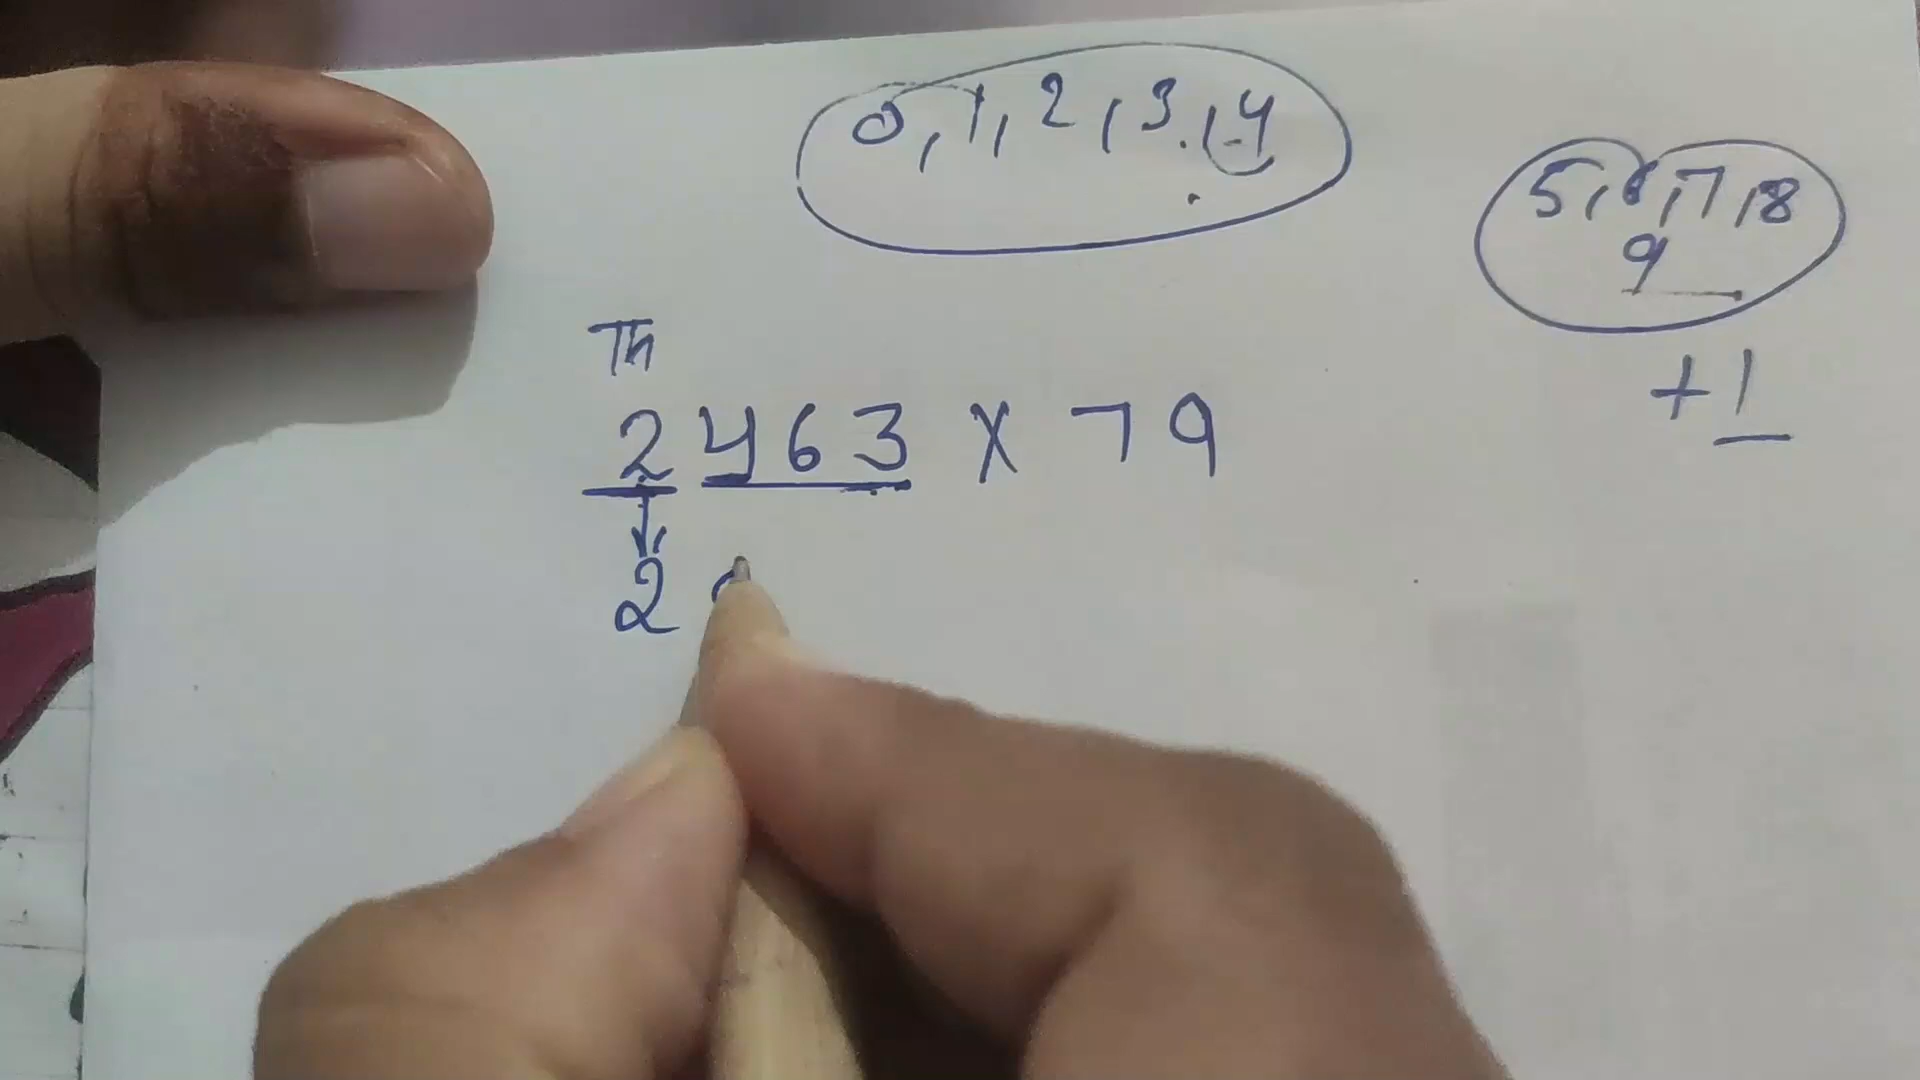 0, 1, 2, 3, 4
5, 6, 7, 8
9
+1
Th
2463 X 79
2